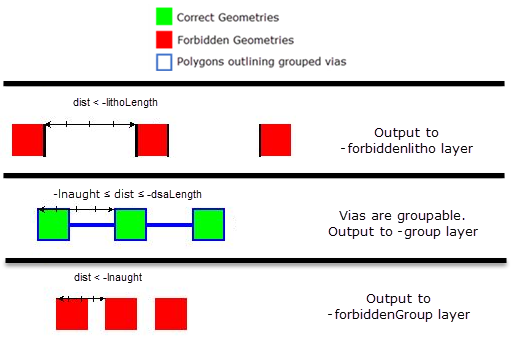 Correct Geometries
Forbidden Geometries
Polygons outlining grouped vias
dist < -lithoLength
Output to
-forbiddenlitho layer
-lnaught ≤ dist ≤ -dsaLength
Vias are groupable.
Output to -group layer
dist < -lnaught
Output to
-forbiddenGroup layer